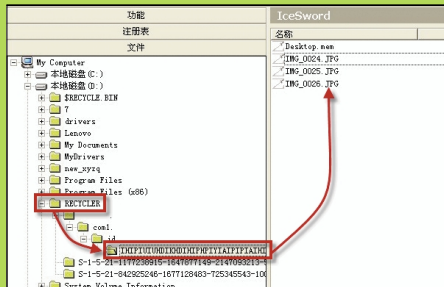 功能
注册表
文件
My Computer
本地磁盘 (C:)
本地磁盘 (D:)
$RECYCLE.BIN
7
drivers
Lenovo
My Documents
MyDrivers
new_xyzq
Program Files
Program Files (x86)
RECYCLER
com1.
S-1-5-21-1177238915-1647877149-2147093213-
S-1-5-21-842925246-1677128483-725345543-100
System Volume Information
IceSword
名称
Desktop.mem
IMG_0024.JPG
IMG_0025.JPG
IMG_0026.JPG